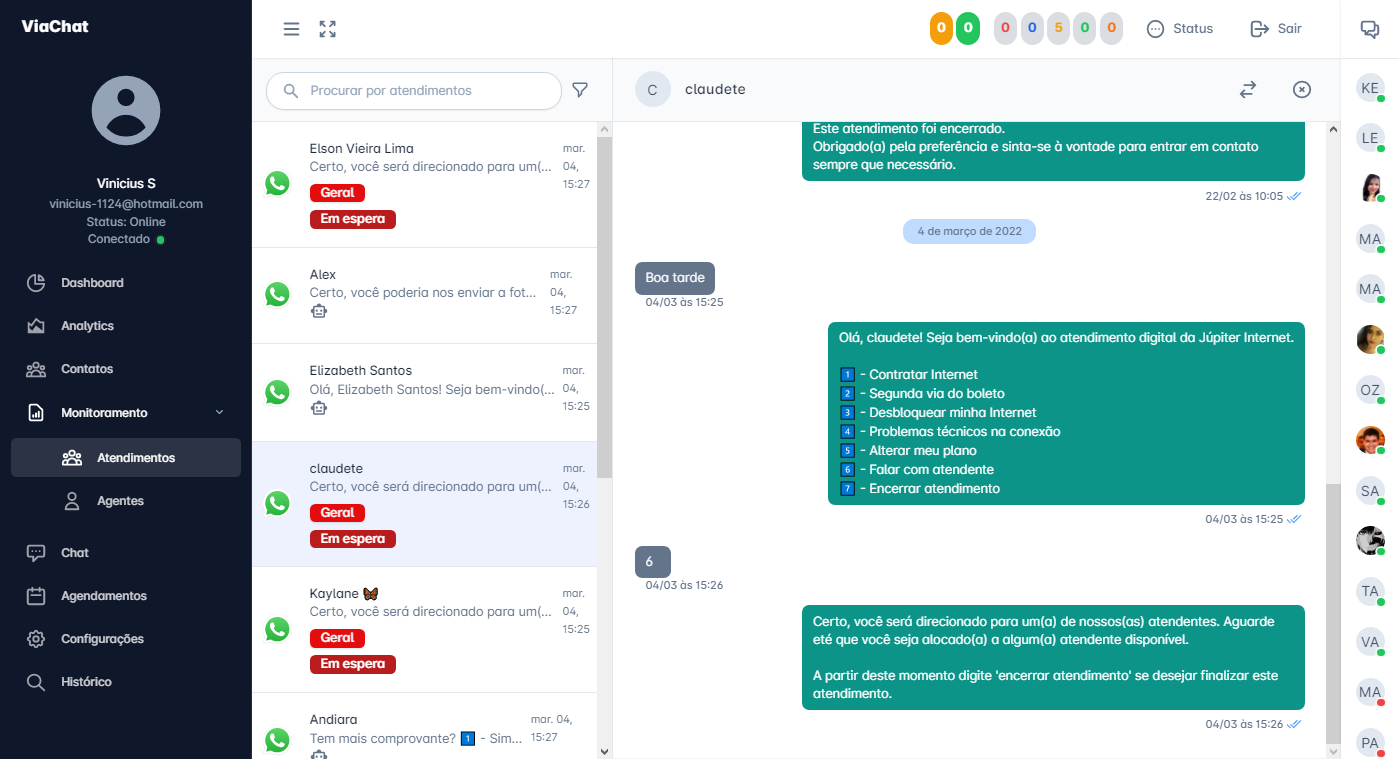 ViaChat
0 0 0 0 5 0 0 Status Sair
Vinicius S
vinicius-1124@hotmail.com
Status: Online
Conectado
Dashboard
Analytics
Contatos
Monitoramento
Atendimentos
Agentes
Chat
Agendamentos
Configurações
Histórico
Procurar por atendimentos
Elson Vieira Lima
Certo, você será direcionado para um(...
mar. 04, 15:27
Geral
Em espera
Alex
Certo, você poderia nos enviar a fot...
mar. 04, 15:27
Elizabeth Santos
Olá, Elizabeth Santos! Seja bem-vindo(...
mar. 04, 15:25
claudete
Certo, você será direcionado para um(...
mar. 04, 15:26
Geral
Em espera
Kaylane 🦋
Certo, você será direcionado para um(...
mar. 04, 15:25
Geral
Em espera
Andiara
Tem mais comprovante? 1️⃣ - Sim...
mar. 04, 15:27
C claudete
Este atendimento foi encerrado.
Obrigado(a) pela preferência e sinta-se à vontade para entrar em contato
sempre que necessário.
22/02 às 10:05
4 de março de 2022
Boa tarde
04/03 às 15:25
Olá, claudete! Seja bem-vindo(a) ao atendimento digital da Júpiter Internet.
1️⃣ - Contratar Internet
2️⃣ - Segunda via do boleto
3️⃣ - Desbloquear minha Internet
4️⃣ - Problemas técnicos na conexão
5️⃣ - Alterar meu plano
6️⃣ - Falar com atendente
7️⃣ - Encerrar atendimento
04/03 às 15:25
6
04/03 às 15:26
Certo, você será direcionado para um(a) de nossos(as) atendentes. Aguarde
eté que você seja alocado(a) a algum(a) atendente disponível.
A partir deste momento digite 'encerrar atendimento' se desejar finalizar este
atendimento.
04/03 às 15:26
KE
LE
MA
MA
OZ
SA
TA
VA
MA
PA